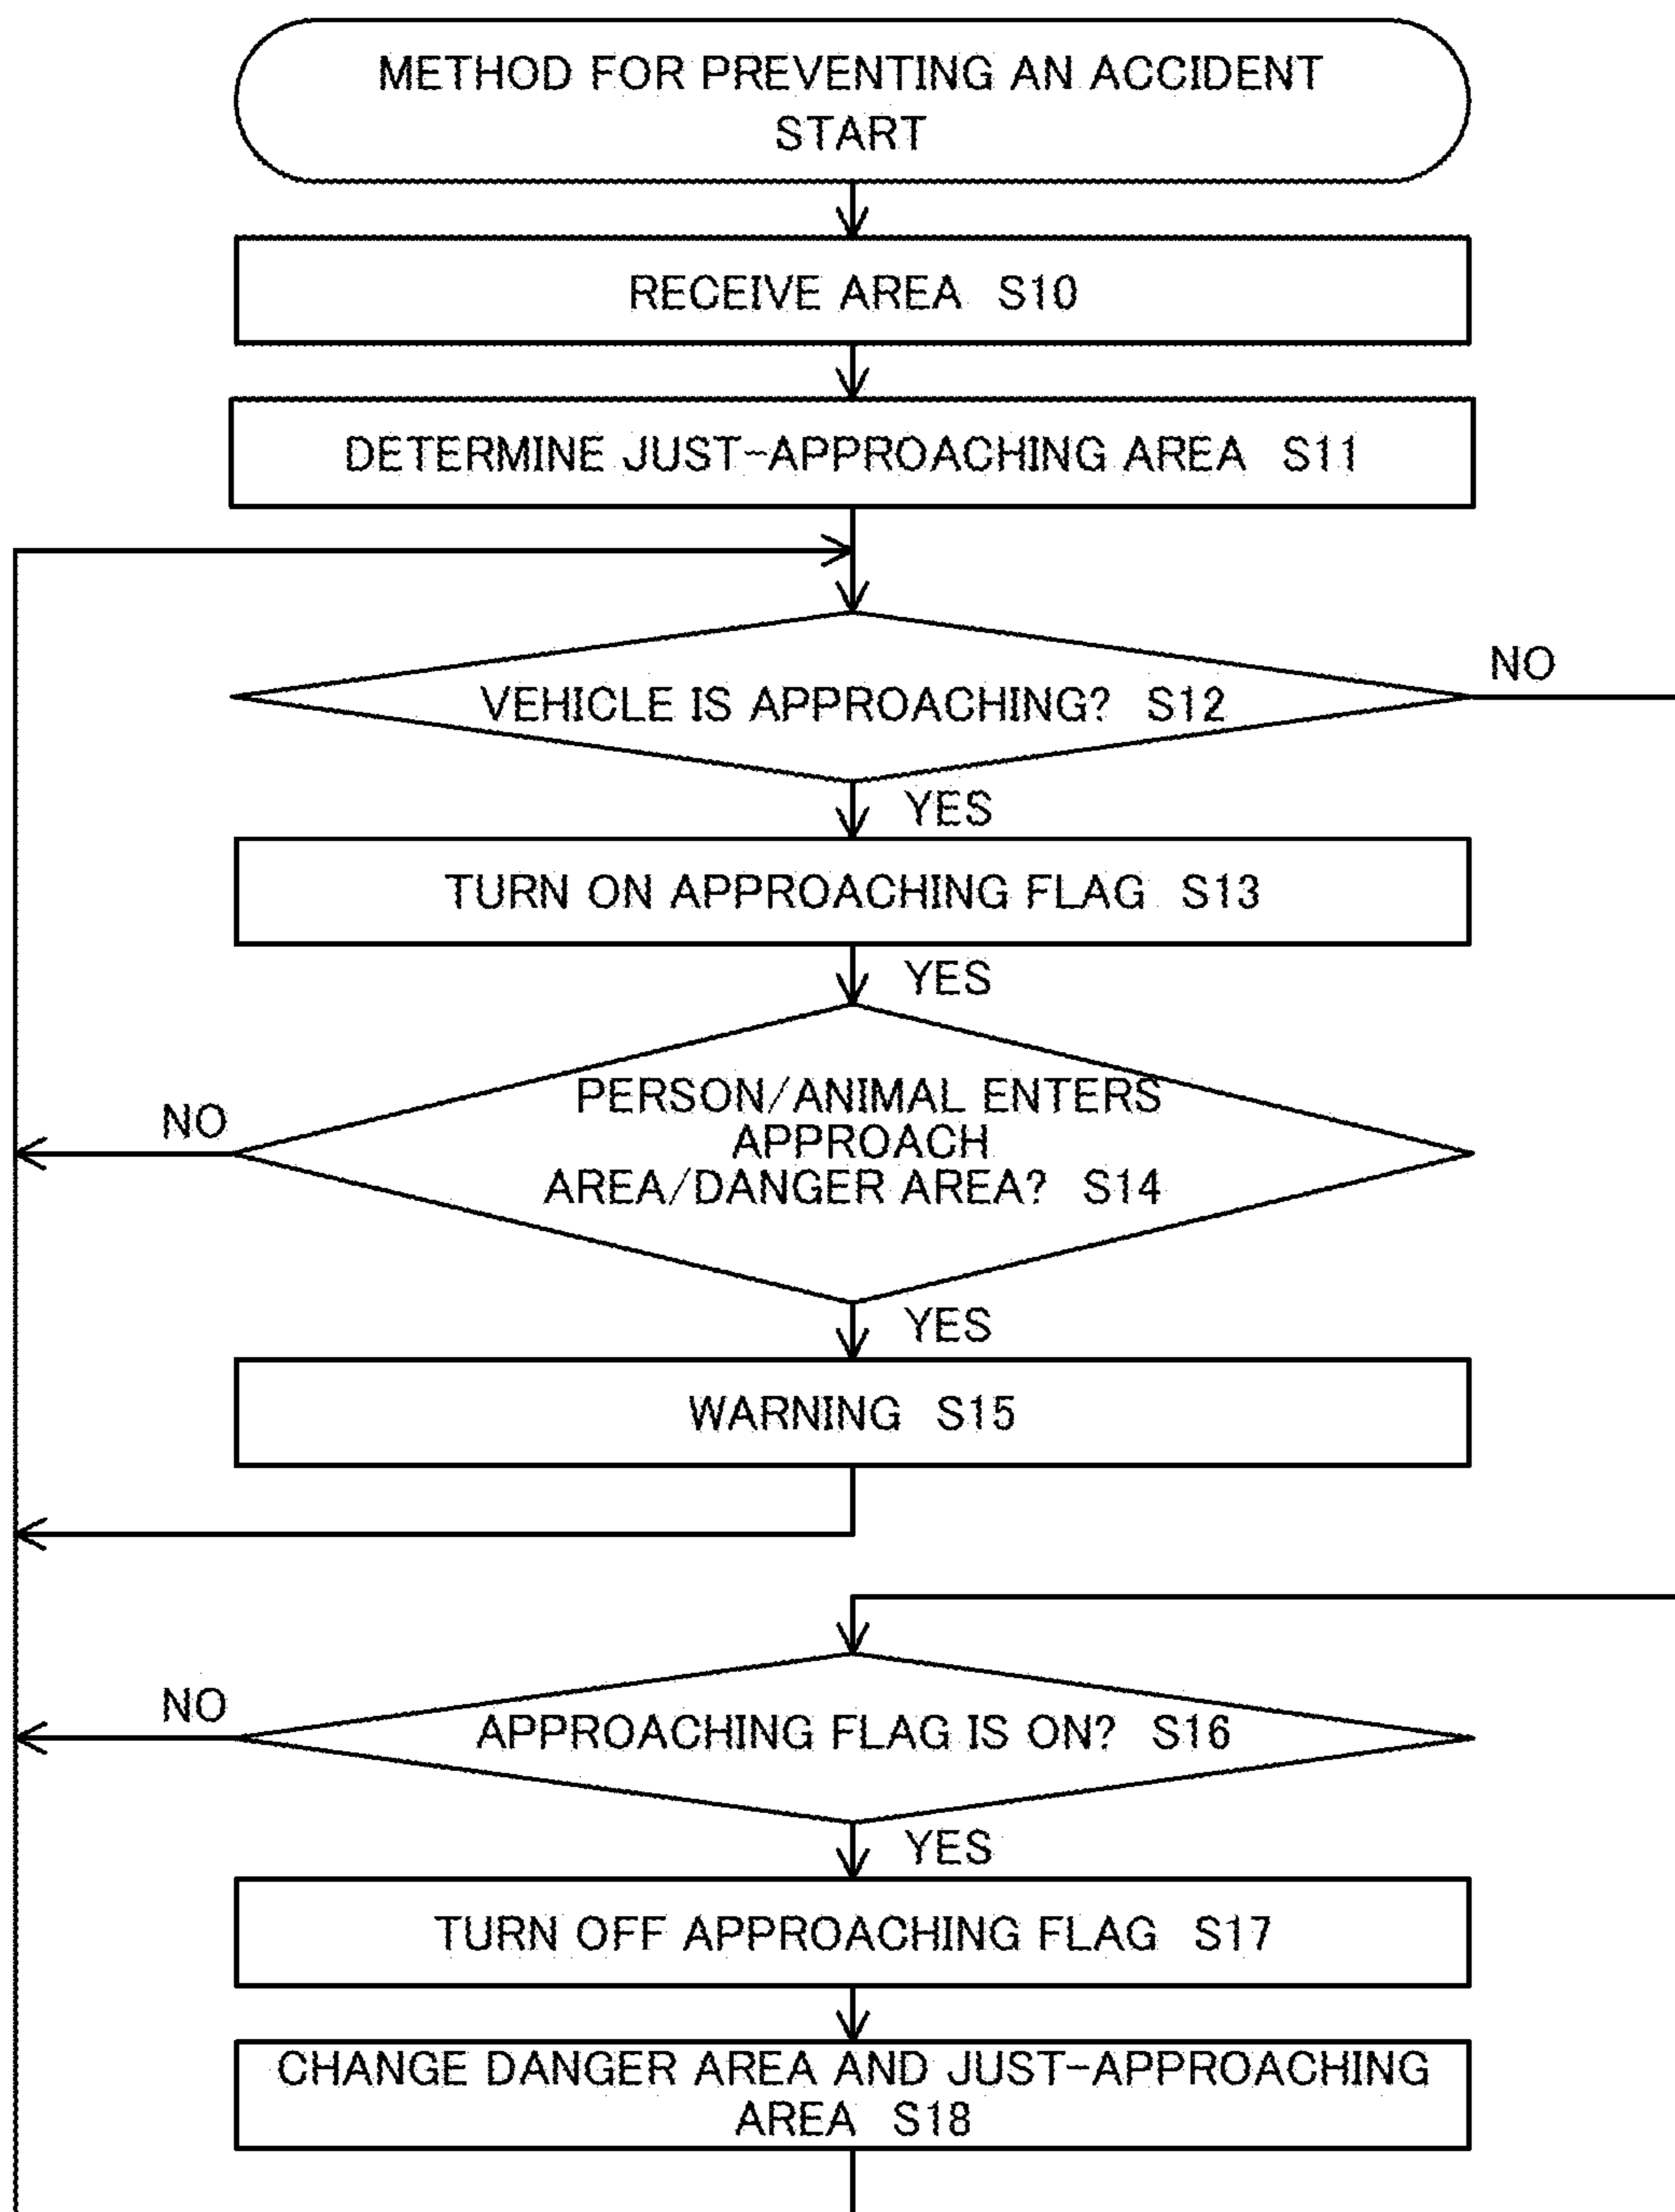 METHOD FOR PREVENTING AN ACCIDENT
START
RECEIVE AREA S10
DETERMINE JUST-APPROACHING AREA S11
VEHICLE IS APPROACHING? S12
NO
YES
TURN ON APPROACHING FLAG S13
YES
PERSON/ANIMAL ENTERS
APPROACH
AREA/DANGER AREA? S14
NO
YES
WARNING S15
APPROACHING FLAG IS ON? S16
NO
YES
TURN OFF APPROACHING FLAG S17
CHANGE DANGER AREA AND JUST-APPROACHING
AREA S18